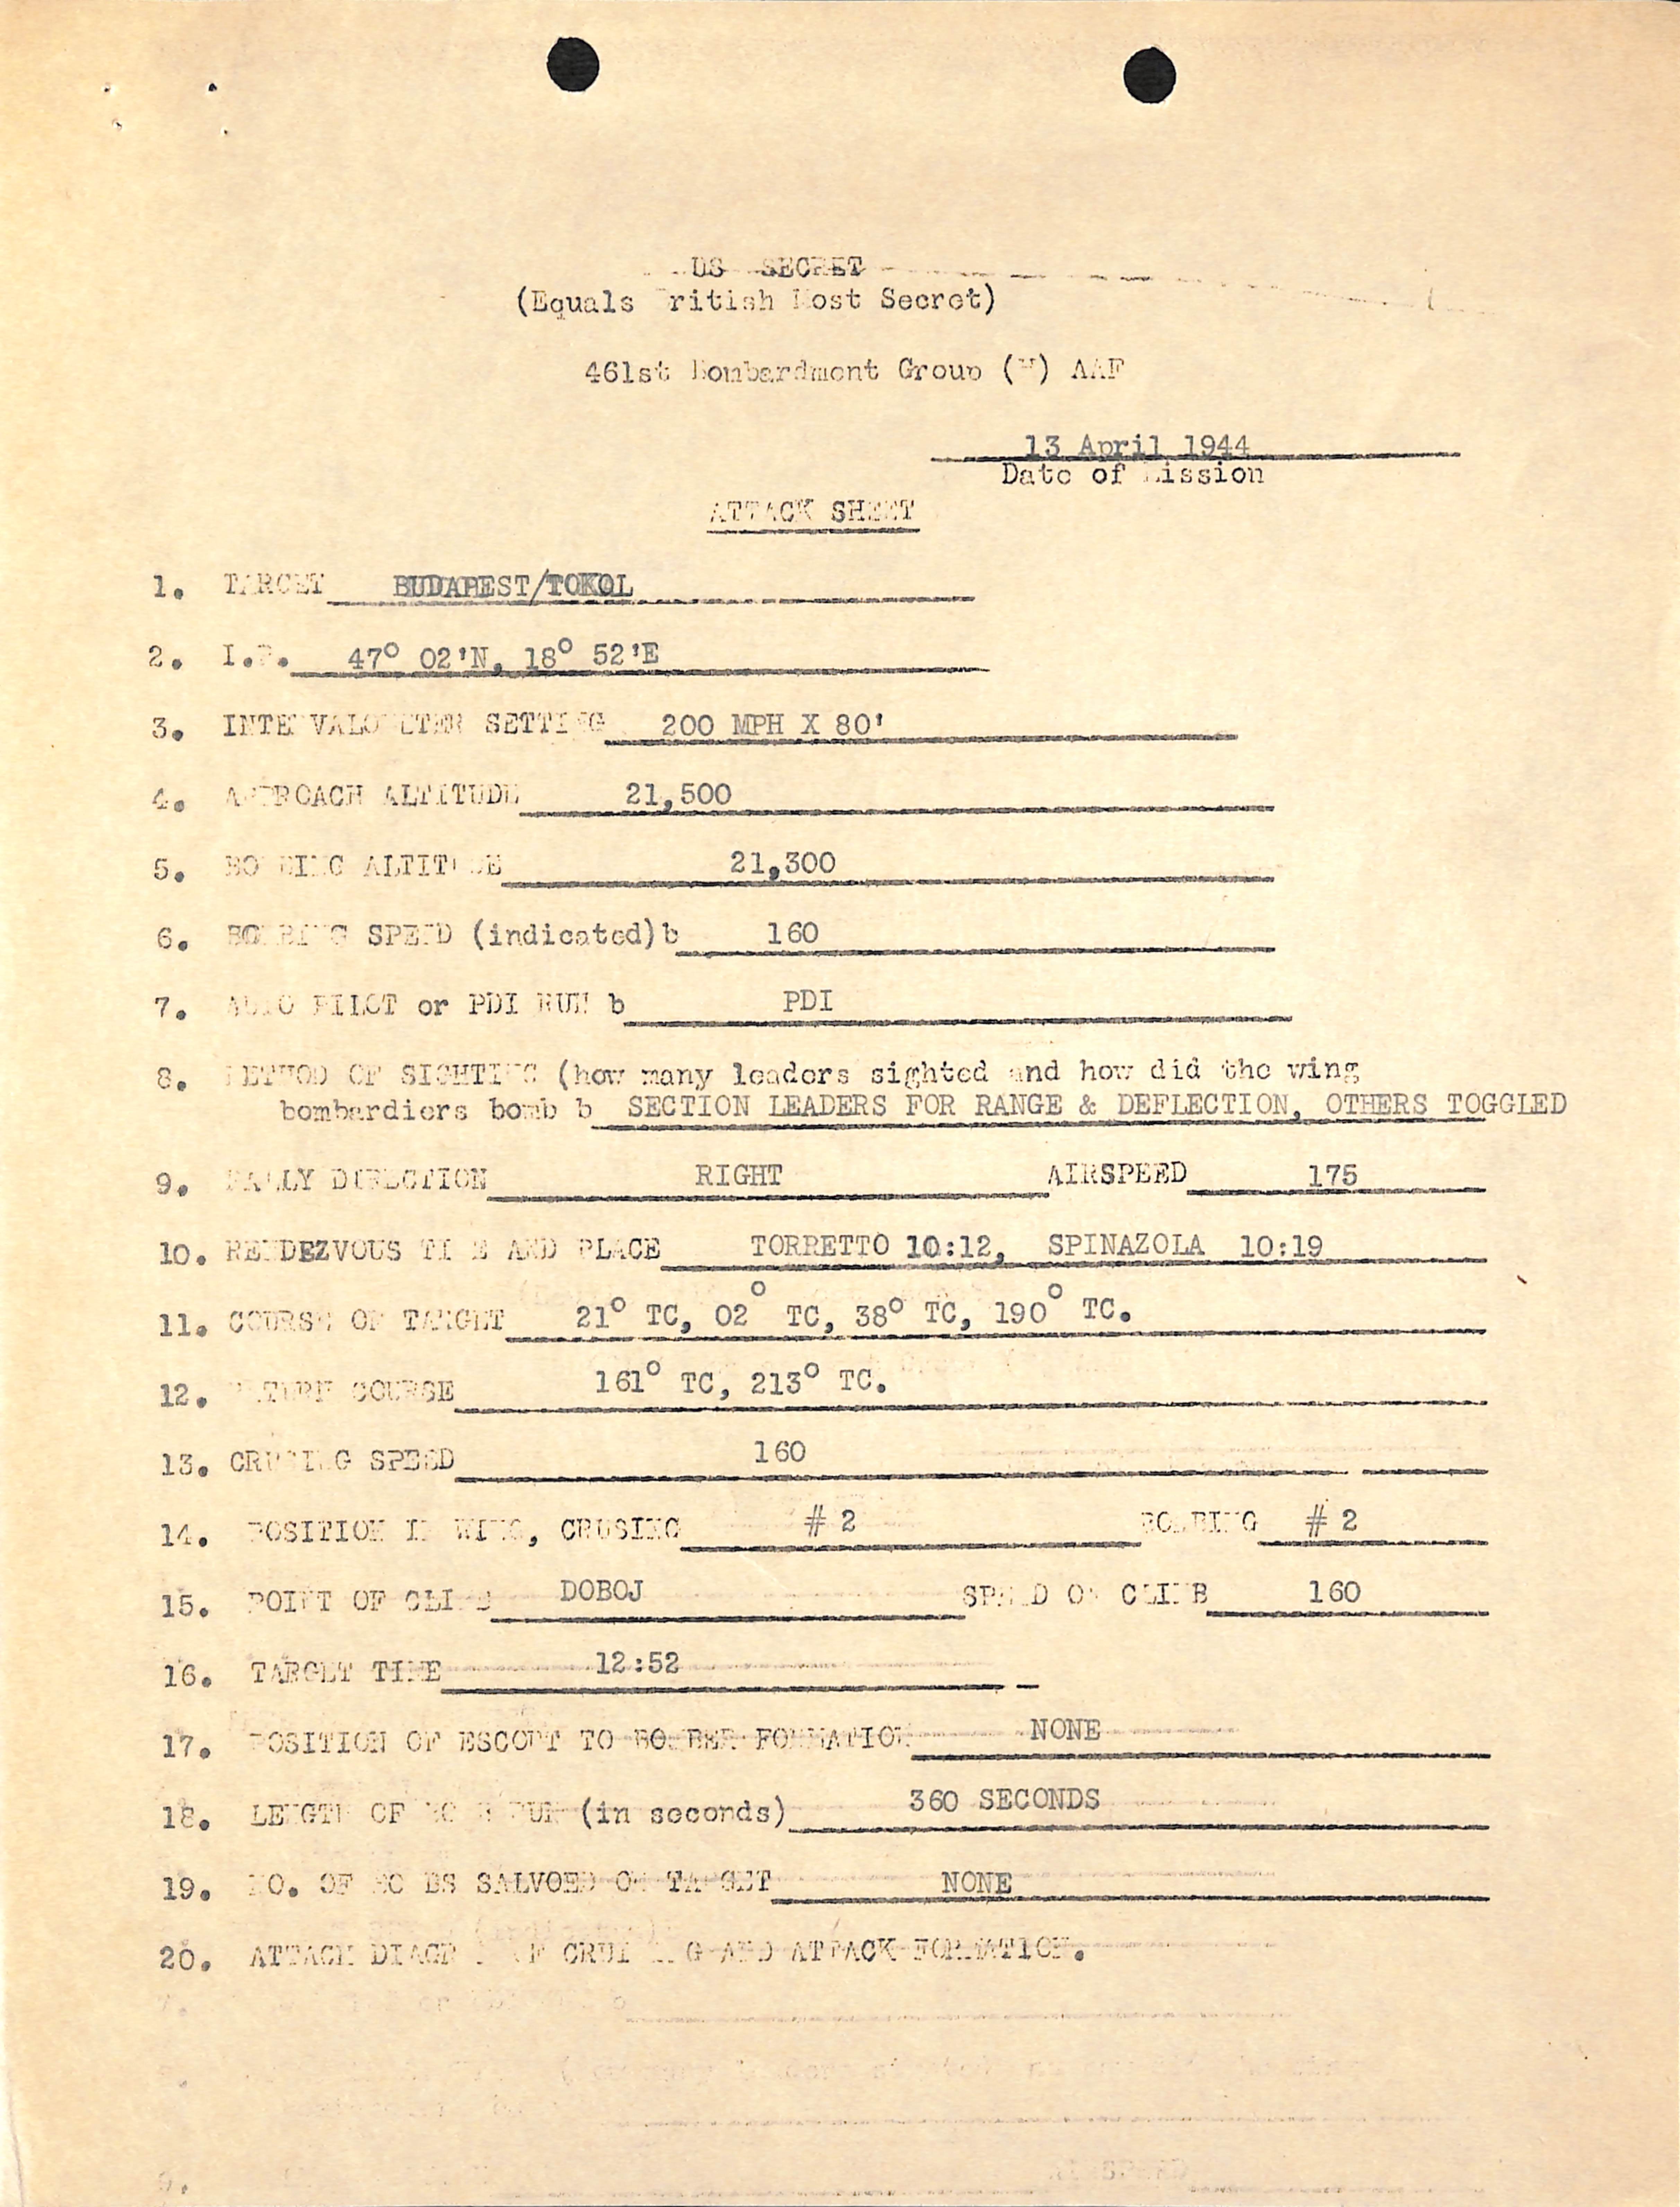 US SECRET
(Equals British Most Secret)
461st Bombardment Group (H) AAF
13 April 1944
Date of Mission
ATTACK SHEET
1. TARGET BUDAPEST/TOKOL
2. I.P. 47° 02'N, 18° 52'E
3. INTERVALOMETER SETTING 200 MPH X 80'
4. APPROACH ALTITUDE 21,500
5. BOMBING ALTITUDE 21,300
6. BOMBING SPEED (indicated)b 160
7. AUTO PILOT or PDI RUN b PDI
8. METHOD OF SIGHTING (how many leaders sighted and how did the wing
bombardiers bomb b SECTION LEADERS FOR RANGE & DEFLECTION, OTHERS TOGGLED
9. RALLY DIRECTION RIGHT AIRSPEED 175
10. RENDEZVOUS TIME AND PLACE TORRETTO 10:12, SPINAZOLA 10:19
11. COURSE OF TARGET 21° TC, 02° TC, 38° TC, 190° TC.
12. RETURN COURSE 161° TC, 213° TC.
13. CRUSING SPEED 160
14. POSITION IN WING, CRUSING # 2 BOMBING # 2
15. POINT OF CLIMB DOBOJ SPEED OF CLIMB 160
16. TARGET TIME 12:52
17. POSITION OF ESCORT TO BOMBER FORMATION NONE
18. LENGTH OF BOMB RUN (in seconds) 360 SECONDS
19. NO. OF BOMBS SALVOED ON TARGET NONE
20. ATTACH DIAGRAM OF CRUISING AND ATTACK FORMATION.